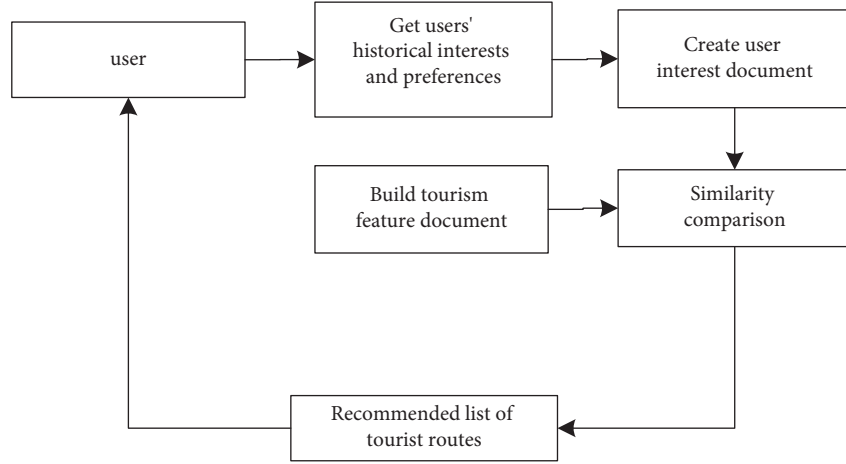 user
Get users'
historical interests
and preferences
Create user
interest document
Build tourism
feature document
Similarity
comparison
Recommended list of
tourist routes